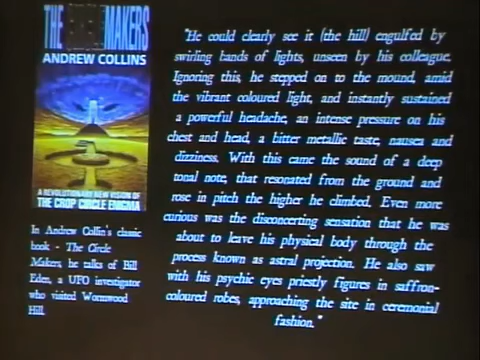 THE MAKERS
ANDREW COLLINS
A REVOLUTIONARY NEW VISION OF
THE CROP CIRCLE ENIGMA
In Andrew Collin's classic
book - The Circle
Makers, he talks of Bill
Eden, a UFO investigator
who visited Wormwood
Hill.
"He could clearly see it (the hill) engulfed by
swirling bands of lights, unseen by his colleague.
Ignoring this, he stepped on to the mound, amid
the vibrant coloured light, and instantly sustained
a powerful headache, an intense pressure on his
chest and head, a bitter metallic taste, nausea and
dizziness. With this came the sound of a deep
tonal note, that resonated from the ground and
rose in pitch the higher he climbed. Even more
curious was the disconcerting sensation that he was
about to leave his physical body through the
process known as astral projection. He also saw
with his psychic eyes priestly figures in saffron-
coloured robes, approaching the site in ceremonial
fashion."